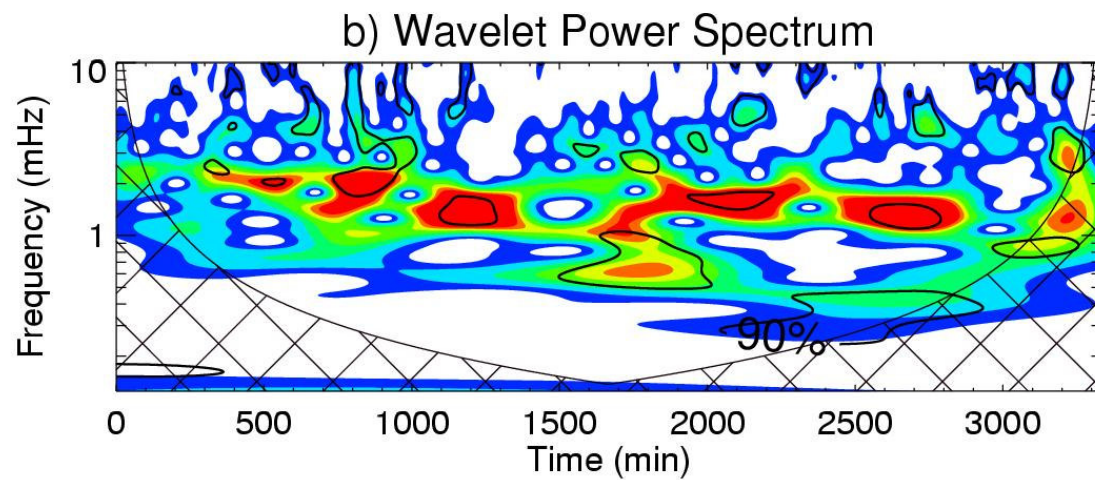 b) Wavelet Power Spectrum
10
1
Frequency (mHz)
90%
0 500 1000 1500 2000 2500 3000
Time (min)